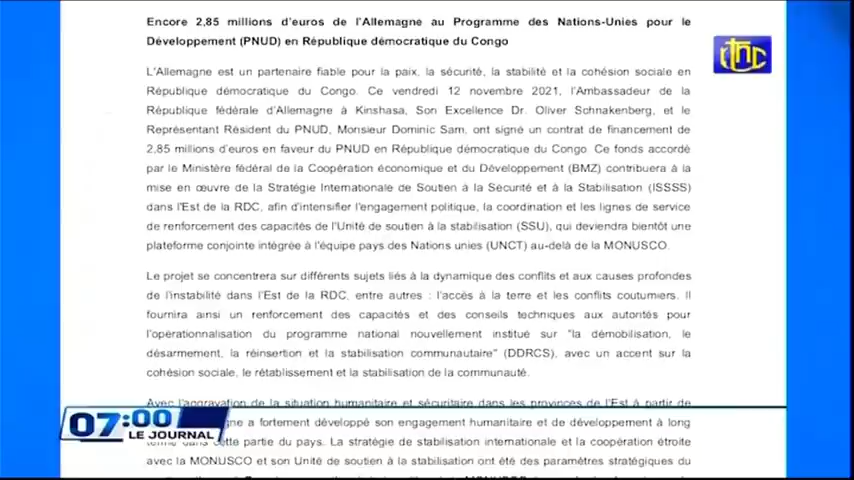 Encore 2,85 millions d'euros de l'Allemagne au Programme des Nations-Unies pour le
Développement (PNUD) en République démocratique du Congo
rtnc
L'Allemagne est un partenaire fiable pour la paix, la sécurité, la stabilité et la cohésion sociale en
République démocratique du Congo. Ce vendredi 12 novembre 2021, l'Ambassadeur de la
République fédérale d'Allemagne à Kinshasa, Son Excellence Dr. Oliver Schnakenberg, et le
Représentant Résident du PNUD, Monsieur Dominic Sam, ont signé un contrat de financement de
2,85 millions d'euros en faveur du PNUD en République démocratique du Congo. Ce fonds accordé
par le Ministère fédéral de la Coopération économique et du Développement (BMZ) contribuera à la
mise en œuvre de la Stratégie Internationale de Soutien à la Sécurité et à la Stabilisation (ISSSS)
dans l'Est de la RDC, afin d'intensifier l'engagement politique, la coordination et les lignes de service
de renforcement des capacités de l'Unité de soutien à la stabilisation (SSU), qui deviendra bientôt une
plateforme conjointe intégrée à l'équipe pays des Nations unies (UNCT) au-delà de la MONUSCO.
Le projet se concentrera sur différents sujets liés à la dynamique des conflits et aux causes profondes
de l'instabilité dans l'Est de la RDC, entre autres : l'accès à la terre et les conflits coutumiers. Il
fournira ainsi un renforcement des capacités et des conseils techniques aux autorités pour
l'opérationnalisation du programme national nouvellement institué sur "la démobilisation, le
désarmement, la réinsertion et la stabilisation communautaire" (DDRCS), avec un accent sur la
cohésion sociale, le rétablissement et la stabilisation de la communauté.
Avec l'aggravation de la situation humanitaire et sécuritaire dans les provinces de l'Est à partir de
gne a fortement développé son engagement humanitaire et de développement à long
terme dans cette partie du pays. La stratégie de stabilisation internationale et la coopération étroite
avec la MONUSCO et son Unité de soutien à la stabilisation ont été des paramètres stratégiques du
07:00
LE JOURNAL